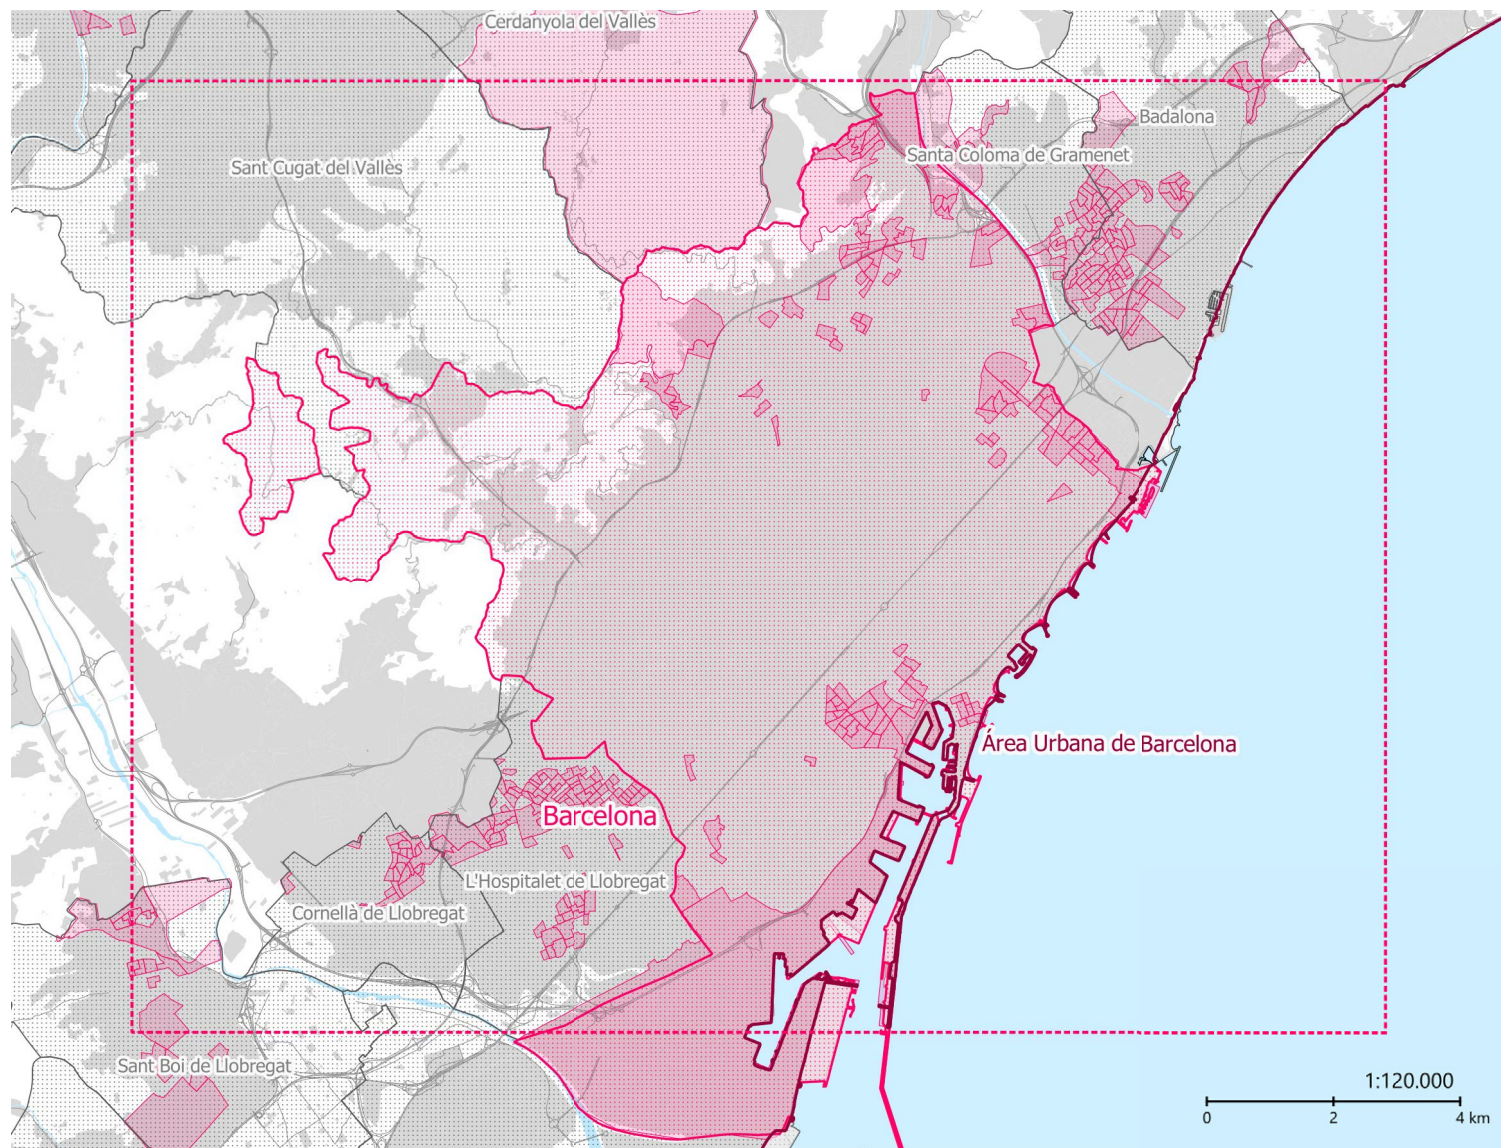 Cerdanyola del Vallès
Badalona
Santa Coloma de Gramenet
Sant Cugat del Vallès
Área Urbana de Barcelona
Barcelona
L'Hospitalet de Llobregat
Cornellà de Llobregat
Sant Boi de Llobregat
1:120.000
0 2 4 km